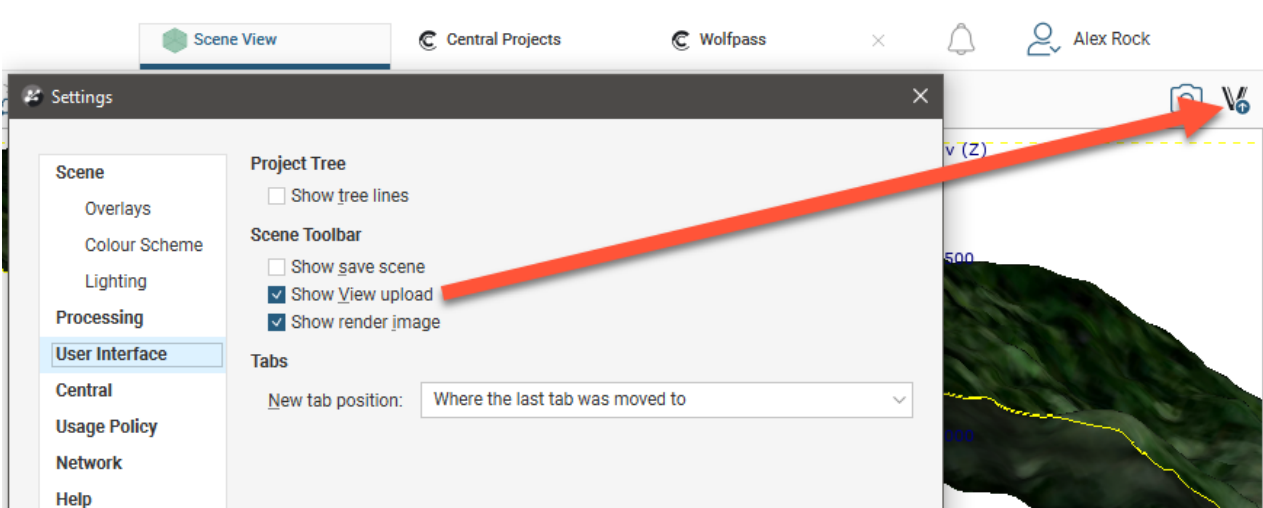 Scene View
Central Projects
Wolfpass
Alex Rock
Settings
Scene
Overlays
Colour Scheme
Lighting
Processing
User Interface
Central
Usage Policy
Network
Help
Project Tree
Show tree lines
Scene Toolbar
Show save scene
Show View upload
Show render image
Tabs
New tab position: Where the last tab was moved to
v (Z)
500
000